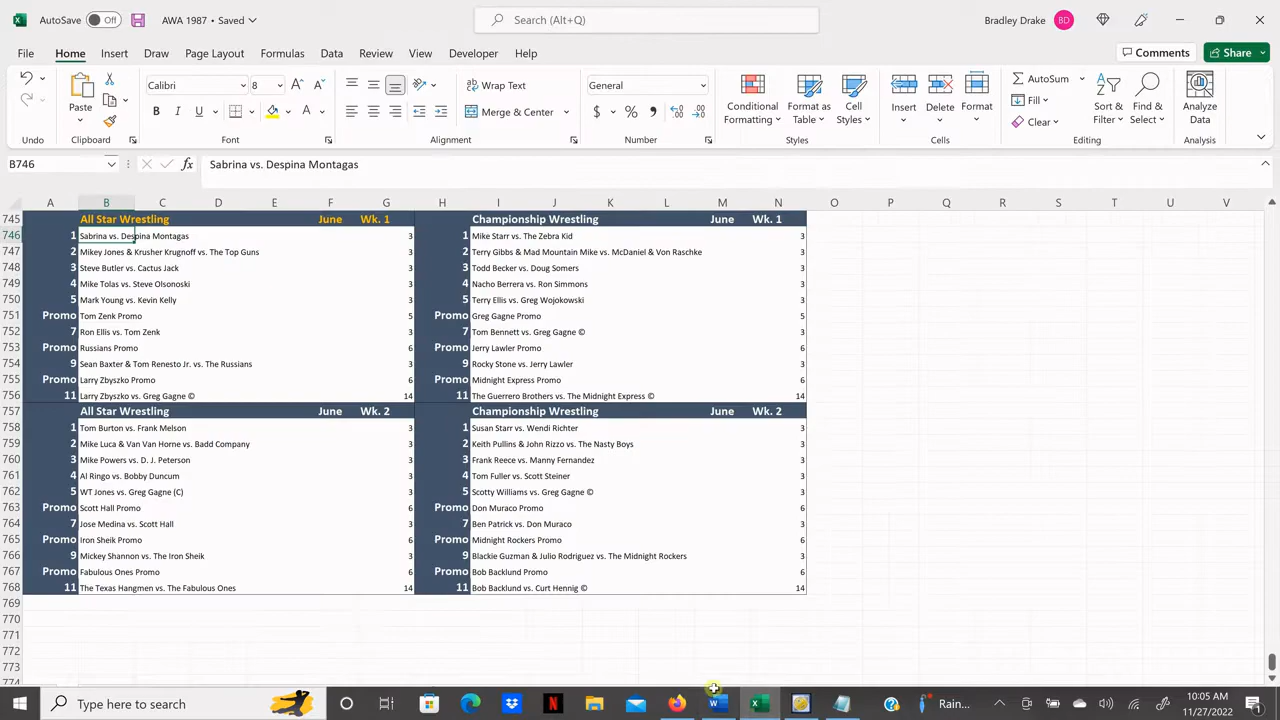 AutoSave Off AWA 1987 • Saved Search (Alt+Q) Bradley Drake BD
File Home Insert Draw Page Layout Formulas Data Review View Developer Help Comments Share
Calibri 8 Wrap Text General AutoSum
Paste Conditional Formatting Format as Table Cell Styles Insert Delete Format Fill Sort & Filter Find & Select Analyze Data
B I U Merge & Center $ % Clear
Undo Clipboard Font Alignment Number Styles Cells Editing Analysis
B746 fx Sabrina vs. Despina Montagas
A B C D E F G H I J K L M N O P Q R S T U V
745 All Star Wrestling June Wk. 1 Championship Wrestling June Wk. 1
746 1 Sabrina vs. Despina Montagas 3 1 Mike Starr vs. The Zebra Kid 3
747 2 Mikey Jones & Krusher Krugnoff vs. The Top Guns 3 2 Terry Gibbs & Mad Mountain Mike vs. McDaniel & Von Raschke 3
748 3 Steve Butler vs. Cactus Jack 3 3 Todd Becker vs. Doug Somers 3
749 4 Mike Tolas vs. Steve Olsonoski 3 4 Nacho Berrera vs. Ron Simmons 3
750 5 Mark Young vs. Kevin Kelly 3 5 Terry Ellis vs. Greg Wojokowski 3
751 Promo Tom Zenk Promo 5 Promo Greg Gagne Promo 5
752 7 Ron Ellis vs. Tom Zenk 3 7 Tom Bennett vs. Greg Gagne © 3
753 Promo Russians Promo 6 Promo Jerry Lawler Promo 6
754 9 Sean Baxter & Tom Renesto Jr. vs. The Russians 3 9 Rocky Stone vs. Jerry Lawler 3
755 Promo Larry Zbyszko Promo 6 Promo Midnight Express Promo 6
756 11 Larry Zbyszko vs. Greg Gagne © 14 11 The Guerrero Brothers vs. The Midnight Express © 14
757 All Star Wrestling June Wk. 2 Championship Wrestling June Wk. 2
758 1 Tom Burton vs. Frank Melson 3 1 Susan Starr vs. Wendi Richter 3
759 2 Mike Luca & Van Van Horne vs. Badd Company 3 2 Keith Pullins & John Rizzo vs. The Nasty Boys 3
760 3 Mike Powers vs. D. J. Peterson 3 3 Frank Reece vs. Manny Fernandez 3
761 4 Al Ringo vs. Bobby Duncum 3 4 Tom Fuller vs. Scott Steiner 3
762 5 WT Jones vs. Greg Gagne (C) 3 5 Scotty Williams vs. Greg Gagne © 3
763 Promo Scott Hall Promo 6 Promo Don Muraco Promo 6
764 7 Jose Medina vs. Scott Hall 3 7 Ben Patrick vs. Don Muraco 3
765 Promo Iron Sheik Promo 6 Promo Midnight Rockers Promo 6
766 9 Mickey Shannon vs. The Iron Sheik 3 9 Blackie Guzman & Julio Rodriguez vs. The Midnight Rockers 3
767 Promo Fabulous Ones Promo 6 Promo Bob Backlund Promo 6
768 11 The Texas Hangmen vs. The Fabulous Ones 14 11 Bob Backlund vs. Curt Hennig © 14
769
770
771
772
773
Type here to search Rain... 10:05 AM
11/27/2022 1